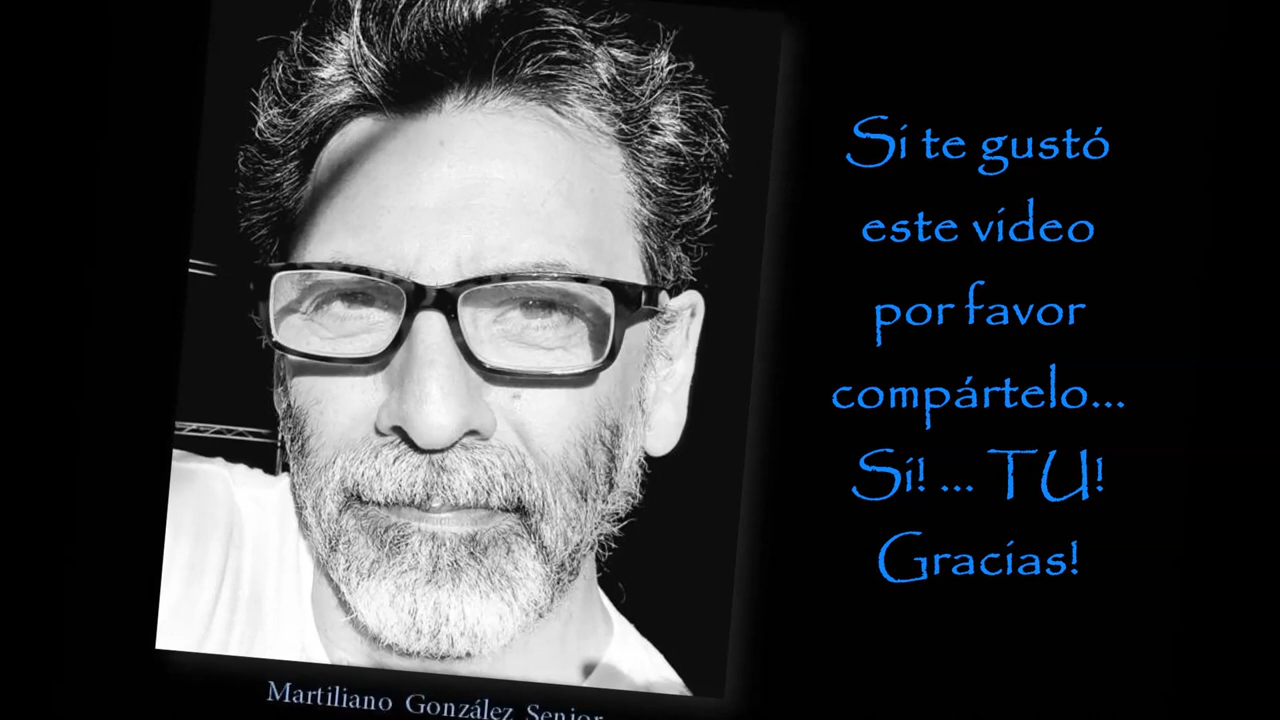 Si te gustó
este video
por favor
compártelo...
Si! ... TU!
Gracias!
Martiliano González Senior